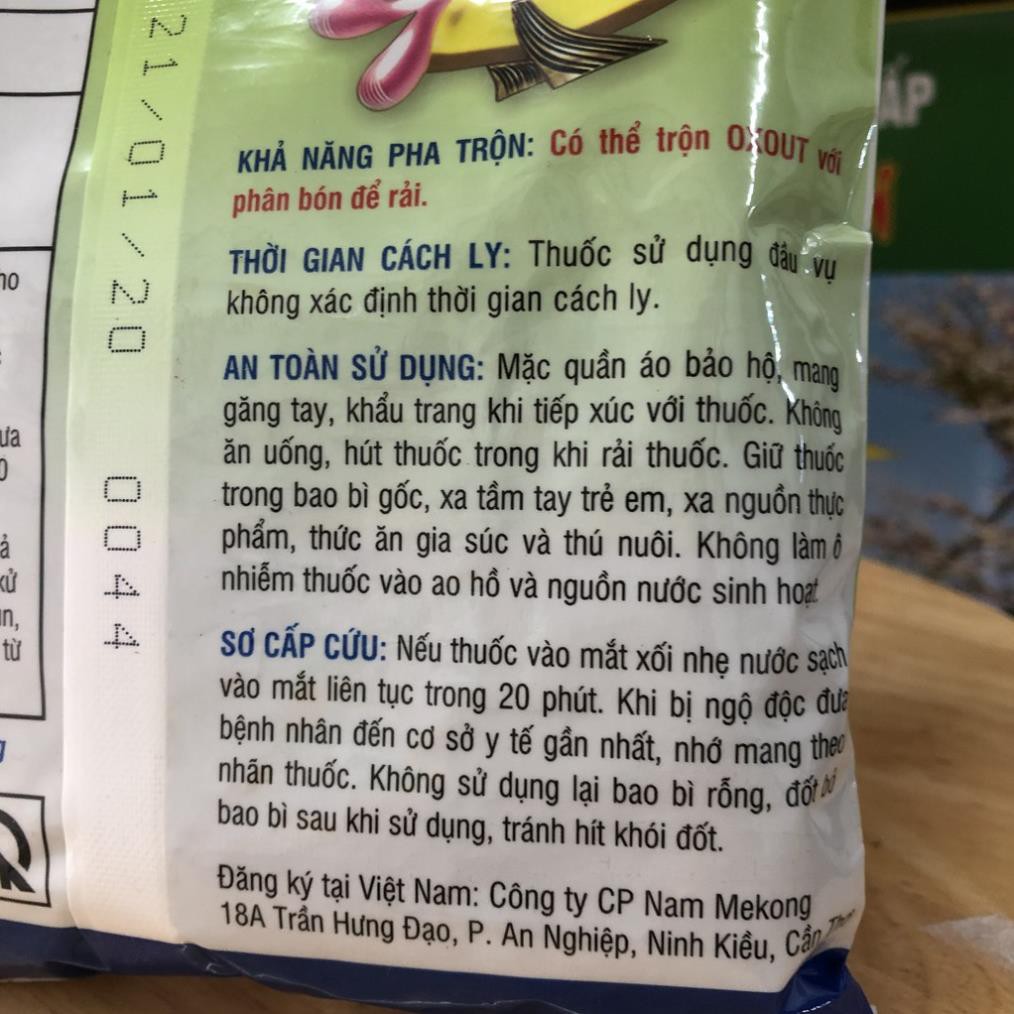 KHẢ NĂNG PHA TRỘN: Có thể trộn OXOUT với
phân bón để rải.
THỜI GIAN CÁCH LY: Thuốc sử dụng đầu vụ
không xác định thời gian cách ly.
AN TOÀN SỬ DỤNG: Mặc quần áo bảo hộ, mang
găng tay, khẩu trang khi tiếp xúc với thuốc. Không
ăn uống, hút thuốc trong khi rải thuốc. Giữ thuốc
trong bao bì gốc, xa tầm tay trẻ em, xa nguồn thực
phẩm, thức ăn gia súc và thú nuôi. Không làm ô
nhiễm thuốc vào ao hồ và nguồn nước sinh hoạt
SƠ CẤP CỨU: Nếu thuốc vào mắt xối nhẹ nước sạch
vào mắt liên tục trong 20 phút. Khi bị ngộ độc đưa
bệnh nhân đến cơ sở y tế gần nhất, nhớ mang theo
nhãn thuốc. Không sử dụng lại bao bì rỗng, đốt bỏ
bao bì sau khi sử dụng, tránh hít khói đốt.
Đăng ký tại Việt Nam: Công ty CP Nam Mekong
18A Trần Hưng Đạo, P. An Nghiệp, Ninh Kiều, Cần
21/01/20 0044
từ